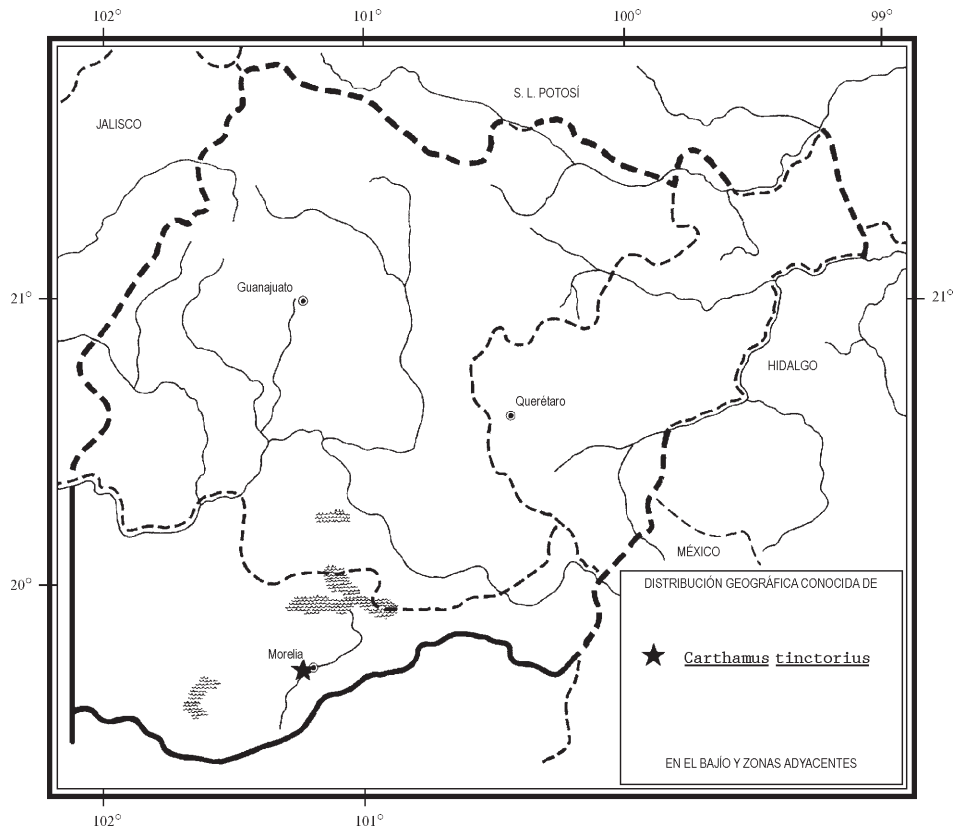 102° 101° 100° 99°
S. L. POTOSÍ
JALISCO
Guanajuato
21° 21°
HIDALGO
Querétaro
MÉXICO
20°
DISTRIBUCIÓN GEOGRÁFICA CONOCIDA DE
Morelia
Carthamus tinctorius
EN EL BAJÍO Y ZONAS ADYACENTES
102° 101°